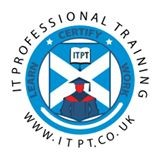 IT PROFESSIONAL TRAINING
LEARN CERTIFY WORK
ITPT
WWW.ITPT.CO.UK